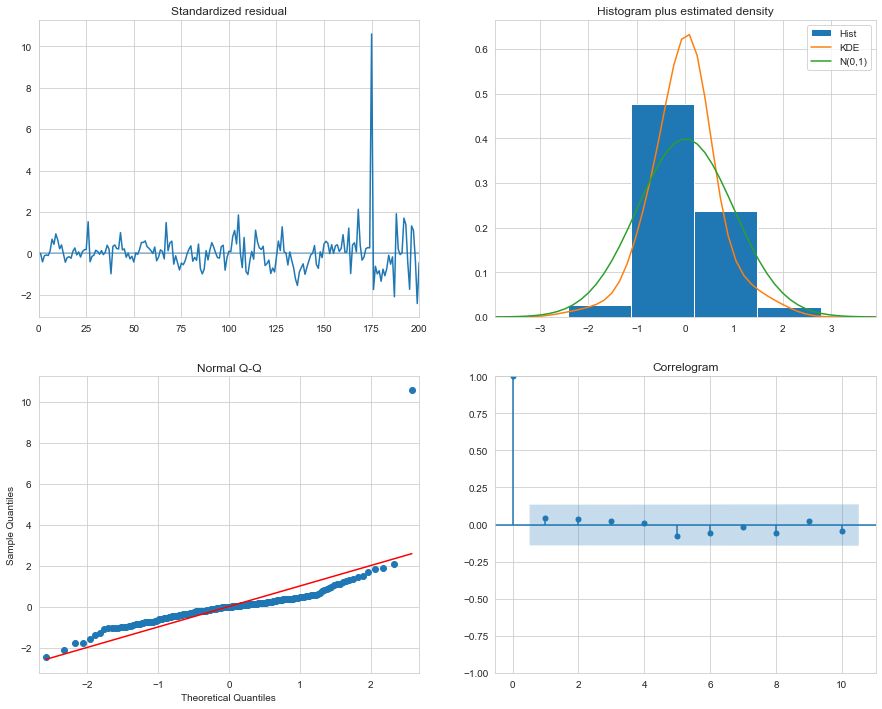 Standardized residual
10
8
6
4
2
0
−2
0 25 50 75 100 125 150 175 200
Histogram plus estimated density
Hist
KDE
N(0,1)
0.6
0.5
0.4
0.3
0.2
0.1
0.0
−3 −2 −1 0 1 2 3
Normal Q-Q
Sample Quantiles
10
8
6
4
2
0
−2
−2 −1 0 1 2
Theoretical Quantiles
Correlogram
1.00
0.75
0.50
0.25
0.00
−0.25
−0.50
−0.75
−1.00
0 2 4 6 8 10